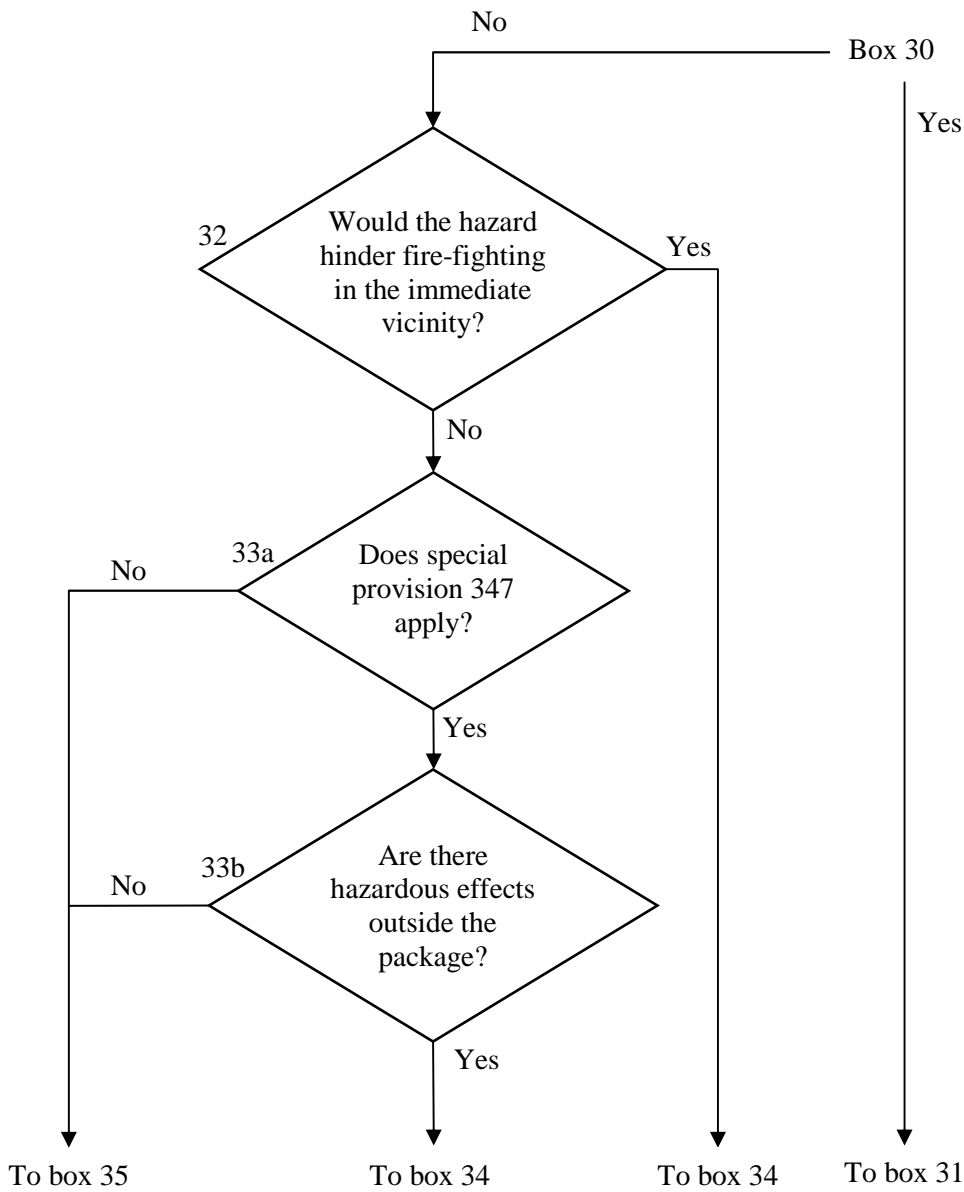 No
Box 30
Yes
32
Would the hazard
hinder fire-fighting
in the immediate
vicinity?
Yes
No
33a
Does special
provision 347
apply?
No
Yes
33b
Are there
hazardous effects
outside the
package?
No
Yes
To box 35
To box 34
To box 34
To box 31